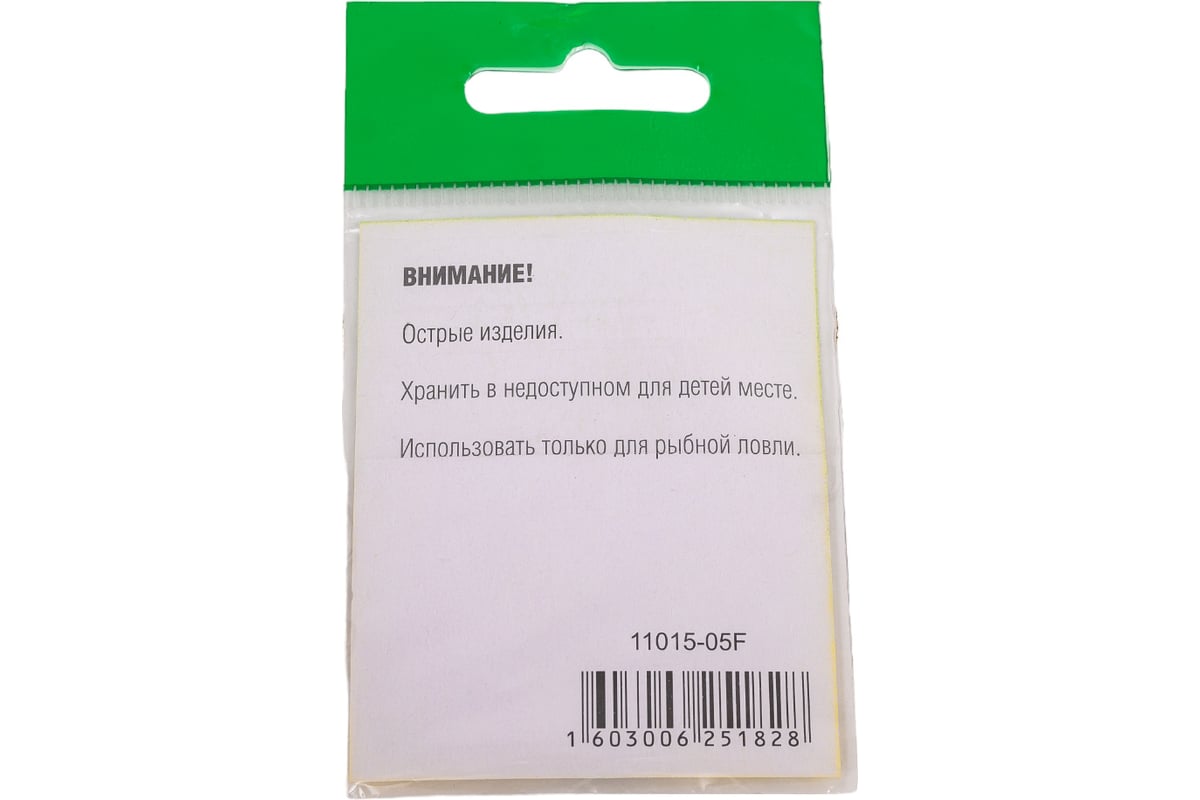 ВНИМАНИЕ!
Острые изделия.
Хранить в недоступном для детей месте.
Использовать только для рыбной ловли.
11015-05F
1 603006 251828